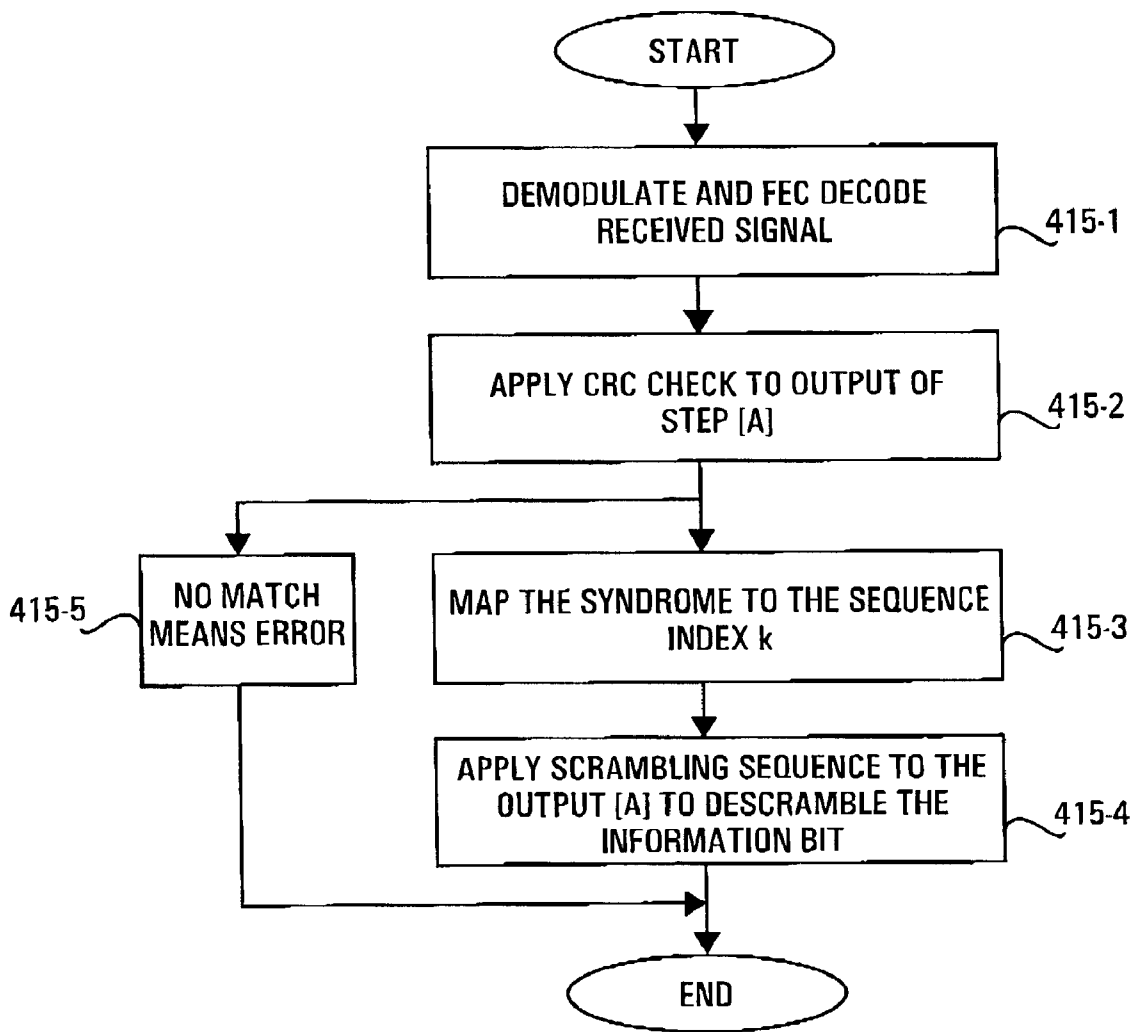 START
DEMODULATE AND FEC DECODE
RECEIVED SIGNAL
415-1
APPLY CRC CHECK TO OUTPUT OF
STEP [A]
415-2
415-5
NO MATCH
MEANS ERROR
MAP THE SYNDROME TO THE SEQUENCE
INDEX k
415-3
APPLY SCRAMBLING SEQUENCE TO THE
OUTPUT [A] TO DESCRAMBLE THE
INFORMATION BIT
415-4
END